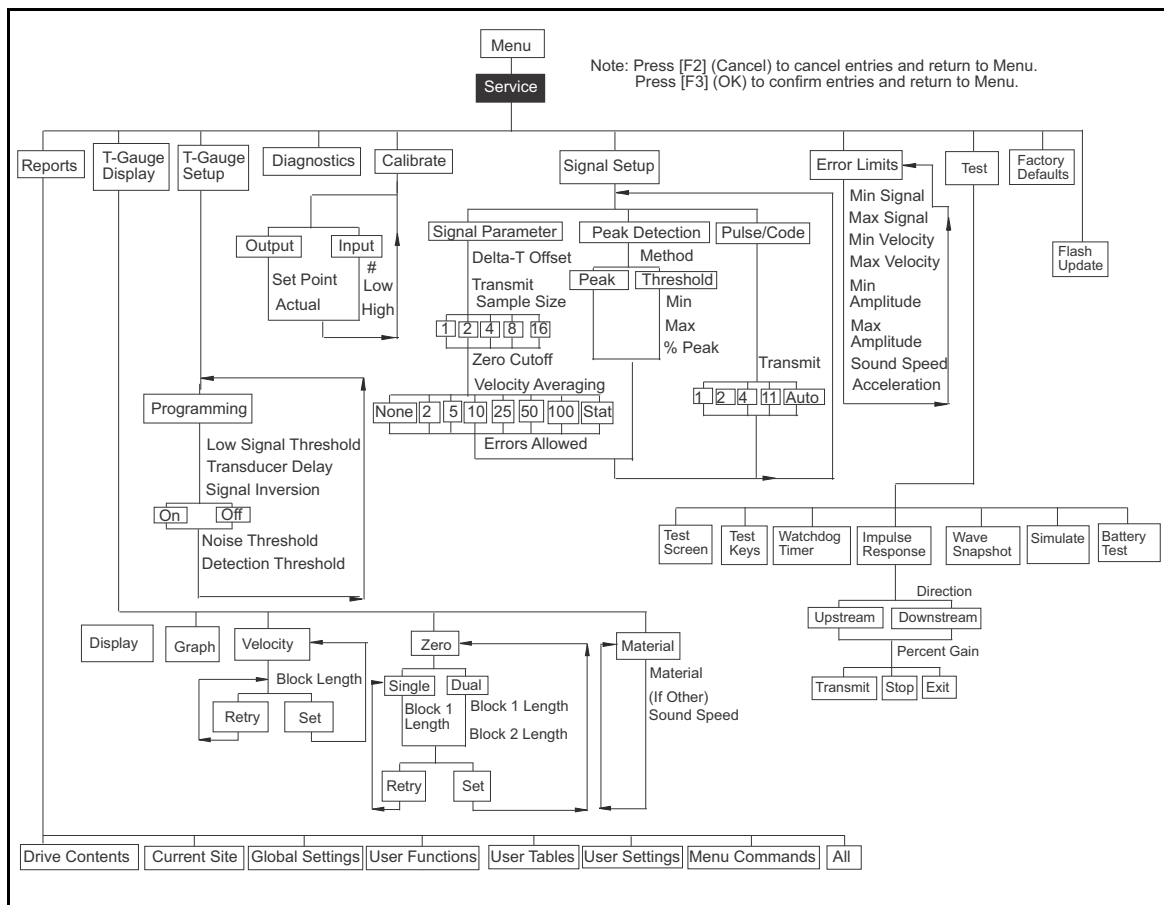 Menu
Service
Note: Press [F2] (Cancel) to cancel entries and return to Menu.
Press [F3] (OK) to confirm entries and return to Menu.
Reports
T-Gauge
Display
T-Gauge
Setup
Diagnostics
Calibrate
Signal Setup
Error Limits
Test
Factory
Defaults
Flash
Update
Output
Input
Set Point
Actual
#
Low
High
Signal Parameter
Delta-T Offset
Transmit
Sample Size
1 2 4 8 16
Zero Cutoff
Velocity Averaging
None 2 5 10 25 50 100 Stat
Errors Allowed
Peak Detection
Method
Peak
Threshold
Min
Max
% Peak
Pulse/Code
Transmit
1 2 4 11 Auto
Min Signal
Max Signal
Min Velocity
Max Velocity
Min
Amplitude
Max
Amplitude
Sound Speed
Acceleration
Programming
Low Signal Threshold
Transducer Delay
Signal Inversion
On
Off
Noise Threshold
Detection Threshold
Test
Screen
Test
Keys
Watchdog
Timer
Impulse
Response
Wave
Snapshot
Simulate
Battery
Test
Direction
Upstream
Downstream
Percent Gain
Transmit
Stop
Exit
Display
Graph
Velocity
Block Length
Retry
Set
Zero
Single
Dual
Block 1
Length
Block 1 Length
Block 2 Length
Retry
Set
Material
Material
(If Other)
Sound Speed
Drive Contents
Current Site
Global Settings
User Functions
User Tables
User Settings
Menu Commands
All